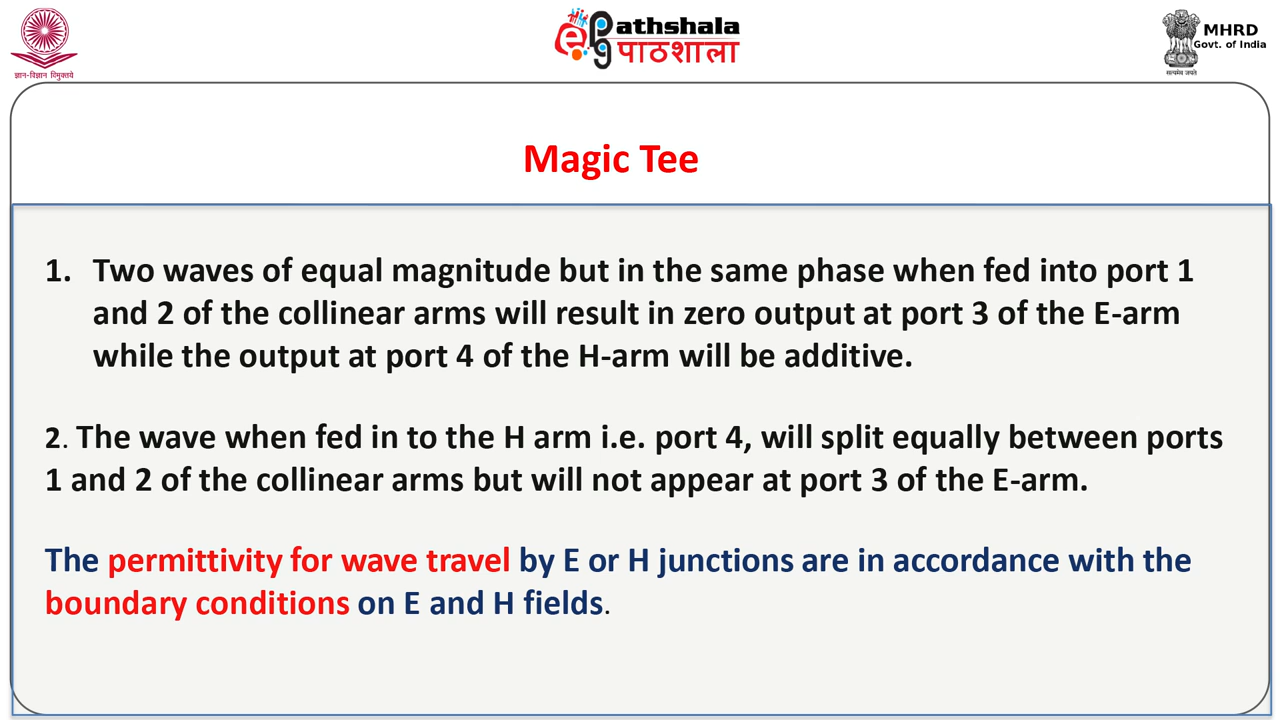 ज्ञान-विज्ञान विमुक्तये
ePathshala
पाठशाला
MHRD
Govt. of India
सत्यमेव जयते
Magic Tee
1. Two waves of equal magnitude but in the same phase when fed into port 1
and 2 of the collinear arms will result in zero output at port 3 of the E-arm
while the output at port 4 of the H-arm will be additive.
2. The wave when fed in to the H arm i.e. port 4, will split equally between ports
1 and 2 of the collinear arms but will not appear at port 3 of the E-arm.
The permittivity for wave travel by E or H junctions are in accordance with the
boundary conditions on E and H fields.